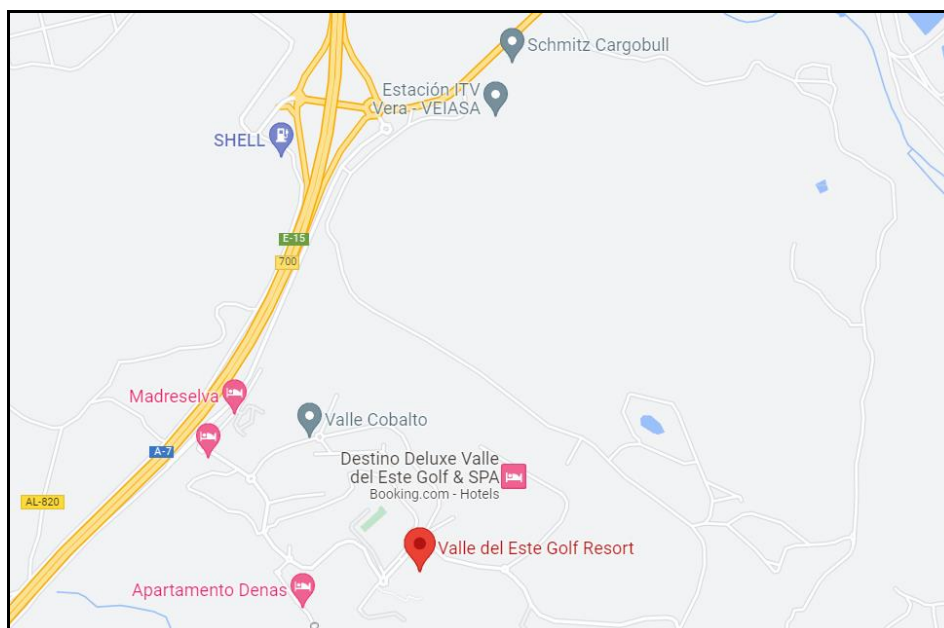 Schmitz Cargobull
Estación ITV
Vera - VEIASA
SHELL
E-15
700
Madreselva
Valle Cobalto
A-7
Destino Deluxe Valle
del Este Golf & SPA
Booking.com - Hotels
AL-820
Valle del Este Golf Resort
Apartamento Denas